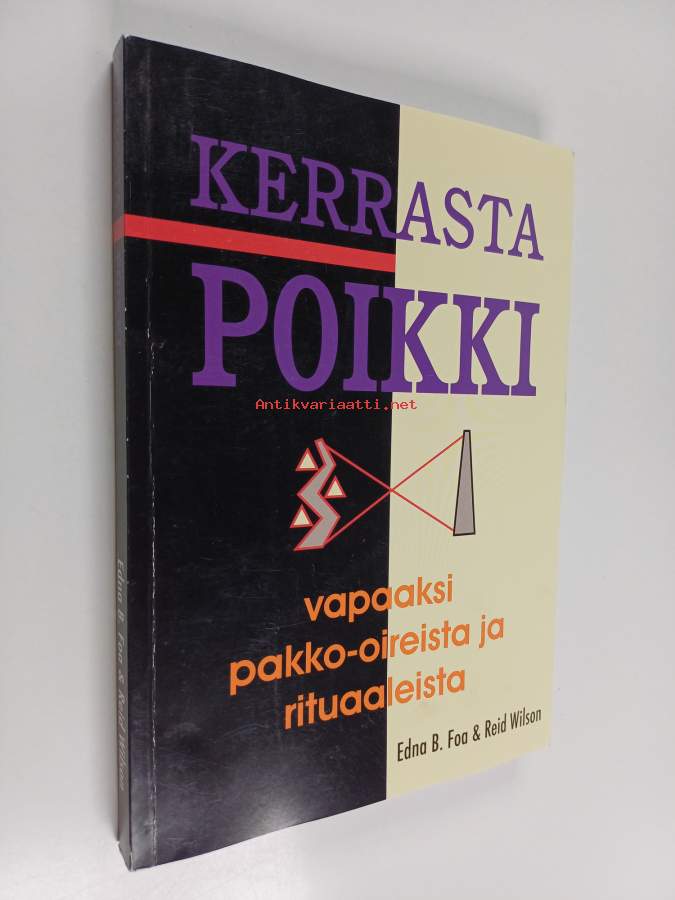 KERRASTA
POIKKI
Antikvariaatti.net
vapaaksi
pakko-oireista ja
rituaaleista
Edna B. Foa & Reid Wilson
Edna B. Foa & Reid Wilson